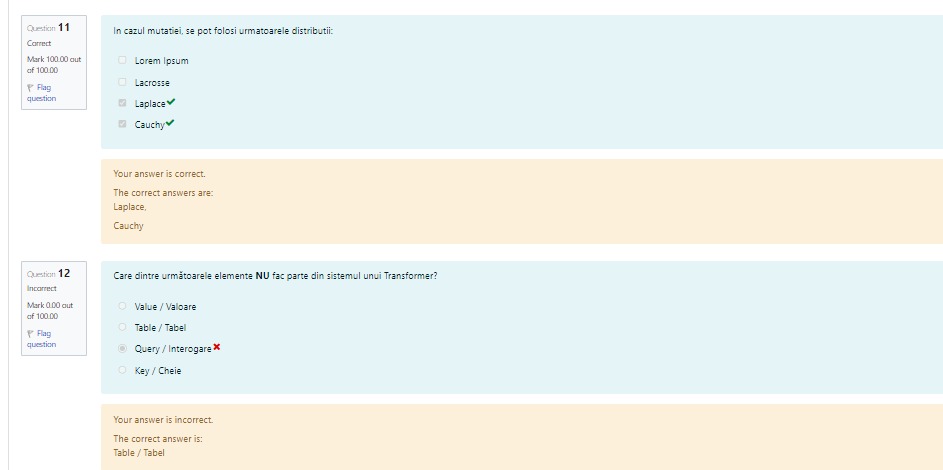 Question 11
Correct
Mark 100.00 out
of 100.00
Flag
question
In cazul mutatiei, se pot folosi urmatoarele distributii:
Lorem Ipsum
Lacrosse
Laplace
Cauchy
Your answer is correct.
The correct answers are:
Laplace,
Cauchy
Question 12
Incorrect
Mark 0.00 out
of 100.00
Flag
question
Care dintre următoarele elemente NU fac parte din sistemul unui Transformer?
Value / Valoare
Table / Tabel
Query / Interogare
Key / Cheie
Your answer is incorrect.
The correct answer is:
Table / Tabel